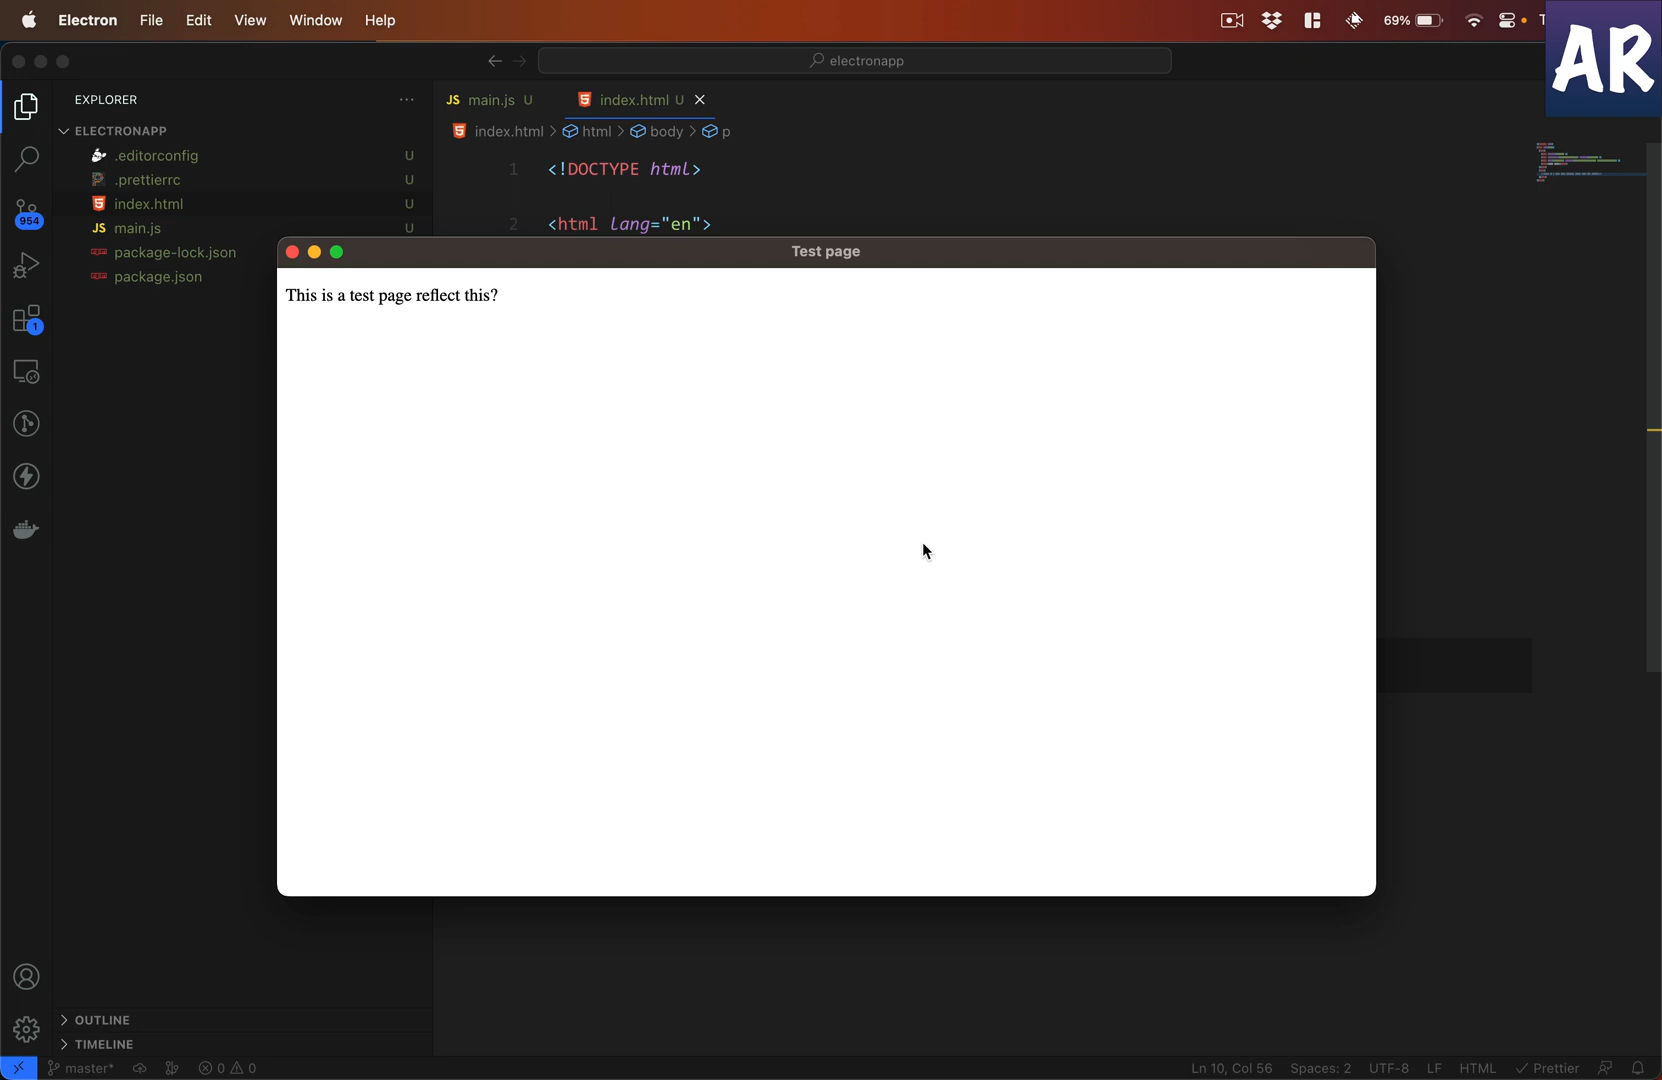 Electron File Edit View Window Help 69%
AR
electronapp
EXPLORER
JS main.js U index.html U
ELECTRONAPP
index.html > html > body > p
.editorconfig U
.prettierrc U
index.html U
JS main.js U
package-lock.json
package.json
954
1
1 <!DOCTYPE html>
2 <html lang="en">
Test page
This is a test page reflect this?
OUTLINE
TIMELINE
master* 0 0 Ln 10, Col 56 Spaces: 2 UTF-8 LF HTML Prettier